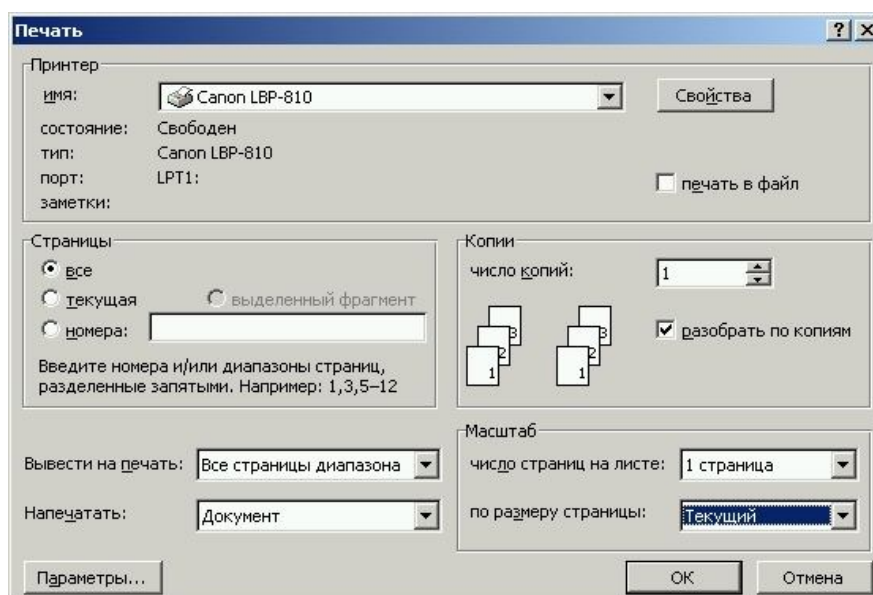 Печать
Принтер
имя: Canon LBP-810 Свойства
состояние: Свободен
тип: Canon LBP-810
порт: LPT1: печать в файл
заметки:
Страницы Копии
все число копий: 1
текущая выделенный фрагмент
номера: разобрать по копиям
1 2 3 1 2 3
Введите номера и/или диапазоны страниц,
разделенные запятыми. Например: 1,3,5–12
Масштаб
Вывести на печать: Все страницы диапазона число страниц на листе: 1 страница
Напечатать: Документ по размеру страницы: Текущий
Параметры... ОК Отмена